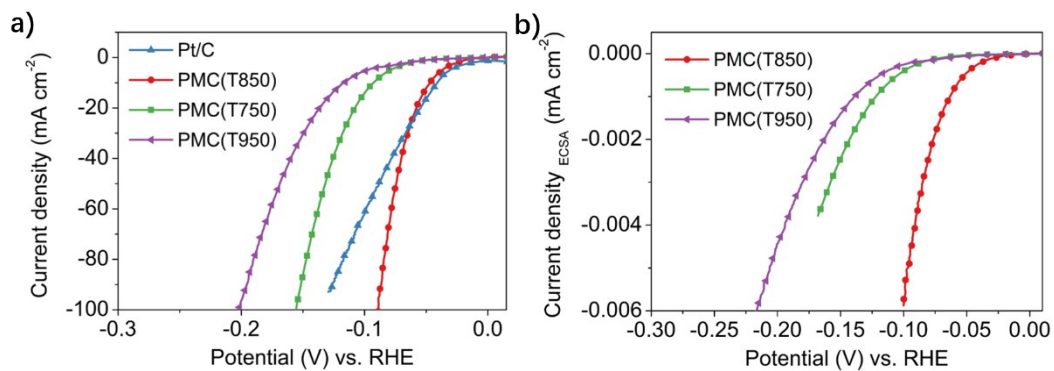 a)
Pt/C
PMC(T850)
PMC(T750)
PMC(T950)
0
-20
-40
-60
-80
-100
Current density (mA cm-2)
-0.3
-0.2
-0.1
0.0
Potential (V) vs. RHE
b)
PMC(T850)
PMC(T750)
PMC(T950)
0.000
-0.002
-0.004
-0.006
Current density ECSA (mA cm-2)
-0.30
-0.25
-0.20
-0.15
-0.10
-0.05
0.00
Potential (V) vs. RHE